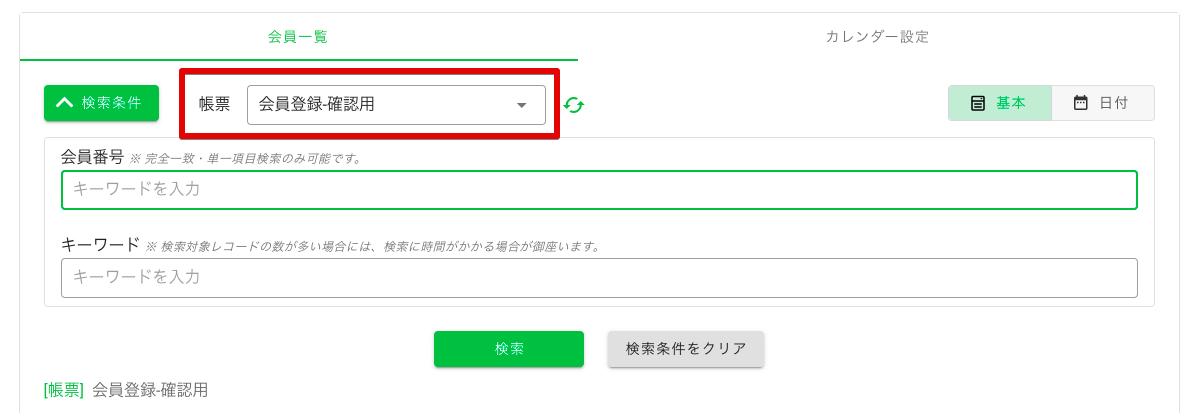 会員一覧 カレンダー設定
検索条件 帳票 会員登録-確認用 基本 日付
会員番号 ※ 完全一致・単一項目検索のみ可能です。
キーワードを入力
キーワード ※ 検索対象レコードの数が多い場合には、検索に時間がかかる場合が御座います。
キーワードを入力
検索 検索条件をクリア
[帳票] 会員登録-確認用